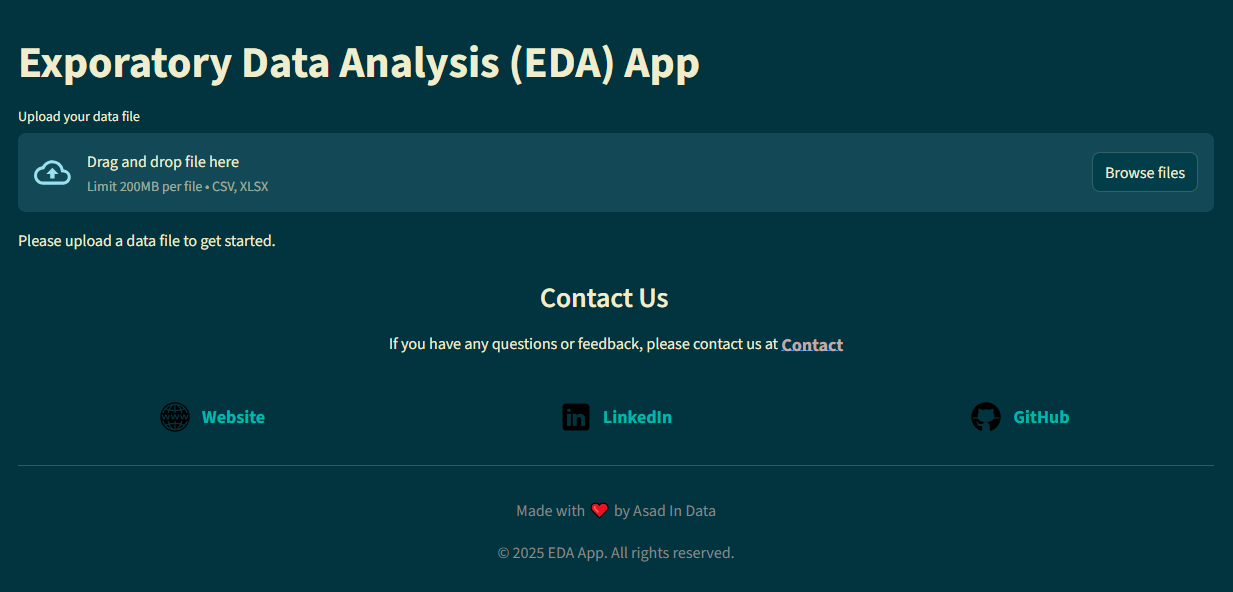 Exporatory Data Analysis (EDA) App
Upload your data file
Drag and drop file here
Limit 200MB per file • CSV, XLSX
Browse files
Please upload a data file to get started.
Contact Us
If you have any questions or feedback, please contact us at Contact
WWW Website
in LinkedIn
GitHub
Made with ❤️ by Asad In Data
© 2025 EDA App. All rights reserved.